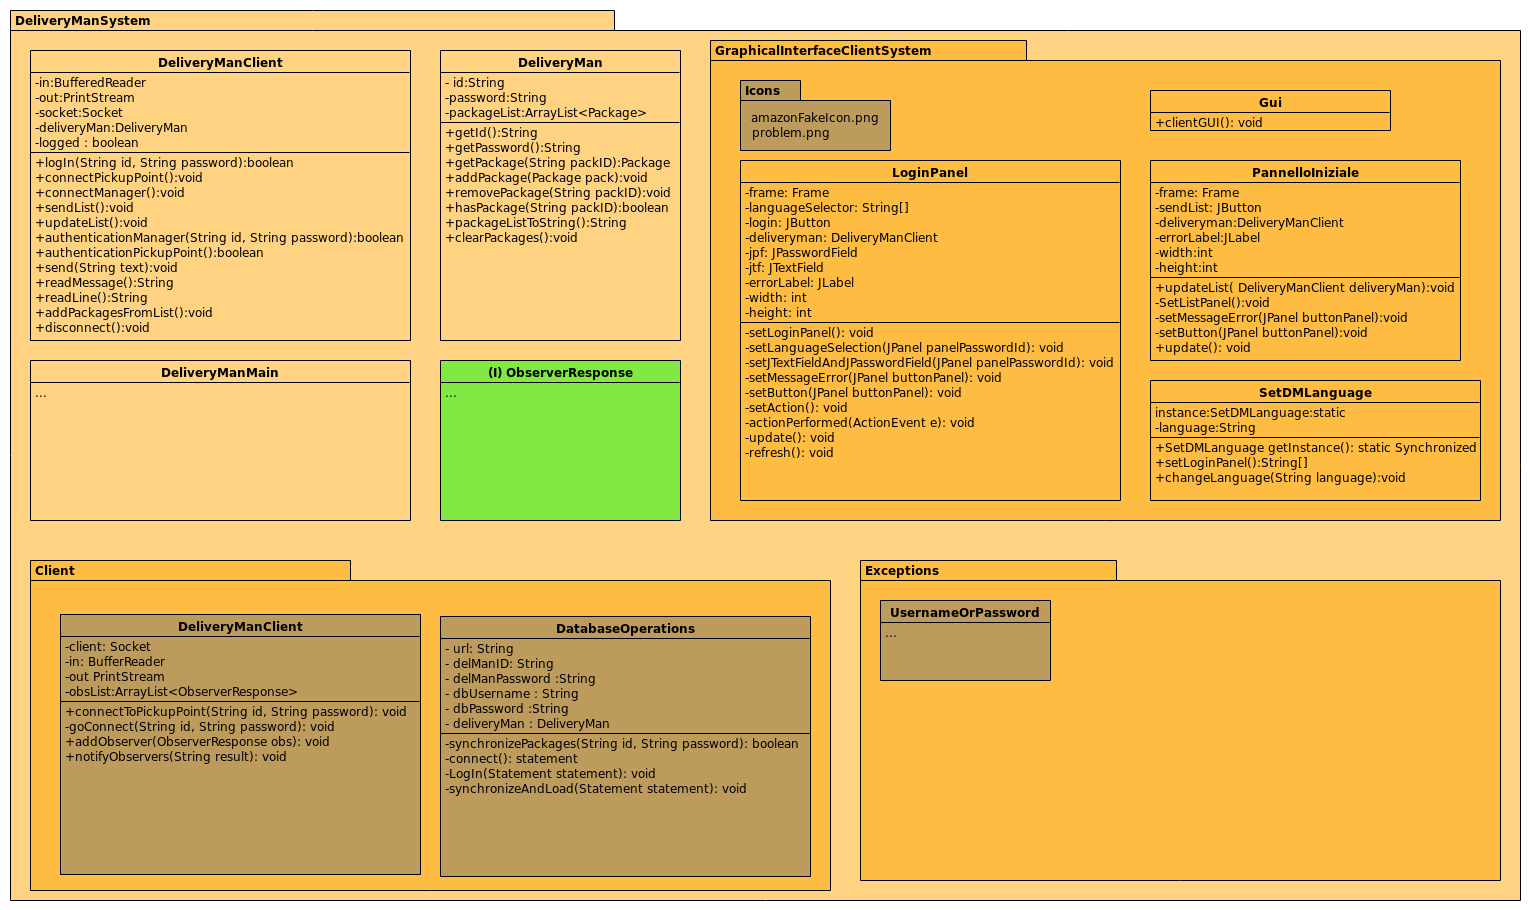 DeliveryManSystem
DeliveryManClient
-in:BufferedReader
-out:PrintStream
-socket:Socket
-deliveryMan:DeliveryMan
-logged : boolean
+logIn(String id, String password):boolean
+connectPickupPoint():void
+connectManager():void
+sendList():void
+updateList():void
+authenticationManager(String id, String password):boolean
+authenticationPickupPoint():boolean
+send(String text):void
+readMessage():String
+readLine():String
+addPackagesFromList():void
+disconnect():void
DeliveryMan
- id:String
-password:String
-packageList:ArrayList<Package>
+getId():String
+getPassword():String
+getPackage(String packID):Package
+addPackage(Package pack):void
+removePackage(String packID):void
+hasPackage(String packID):boolean
+packageListToString():String
+clearPackages():void
DeliveryManMain
...
(I) ObserverResponse
...
GraphicalInterfaceClientSystem
Icons
amazonFakeIcon.png
problem.png
Gui
+clientGUI(): void
LoginPanel
-frame: Frame
-languageSelector: String[]
-login: JButton
-deliveryman: DeliveryManClient
-jpf: JPasswordField
-jtf: JTextField
-errorLabel: JLabel
-width: int
-height: int
-setLoginPanel(): void
-setLanguageSelection(JPanel panelPasswordId): void
-setJTextFieldAndJPasswordField(JPanel panelPasswordId): void
-setMessageError(JPanel buttonPanel): void
-setButton(JPanel buttonPanel): void
-setAction(): void
-actionPerformed(ActionEvent e): void
-update(): void
-refresh(): void
PannelloIniziale
-frame: Frame
-sendList: JButton
-deliveryman:DeliveryManClient
-errorLabel:JLabel
-width:int
-height:int
+updateList( DeliveryManClient deliveryMan):void
-SetListPanel():void
-setMessageError(JPanel buttonPanel):void
-setButton(JPanel buttonPanel):void
+update(): void
SetDMLanguage
instance:SetDMLanguage:static
-language:String
+SetDMLanguage getInstance(): static Synchronized
+setLoginPanel():String[]
+changeLanguage(String language):void
Client
DeliveryManClient
-client: Socket
-in: BufferReader
-out PrintStream
-obsList:ArrayList<ObserverResponse>
+connectToPickupPoint(String id, String password): void
-goConnect(String id, String password): void
+addObserver(ObserverResponse obs): void
+notifyObservers(String result): void
DatabaseOperations
- url: String
- delManID: String
- delManPassword :String
- dbUsername : String
- dbPassword :String
- deliveryMan : DeliveryMan
-synchronizePackages(String id, String password): boolean
-connect(): statement
-LogIn(Statement statement): void
-synchronizeAndLoad(Statement statement): void
Exceptions
UsernameOrPassword
...